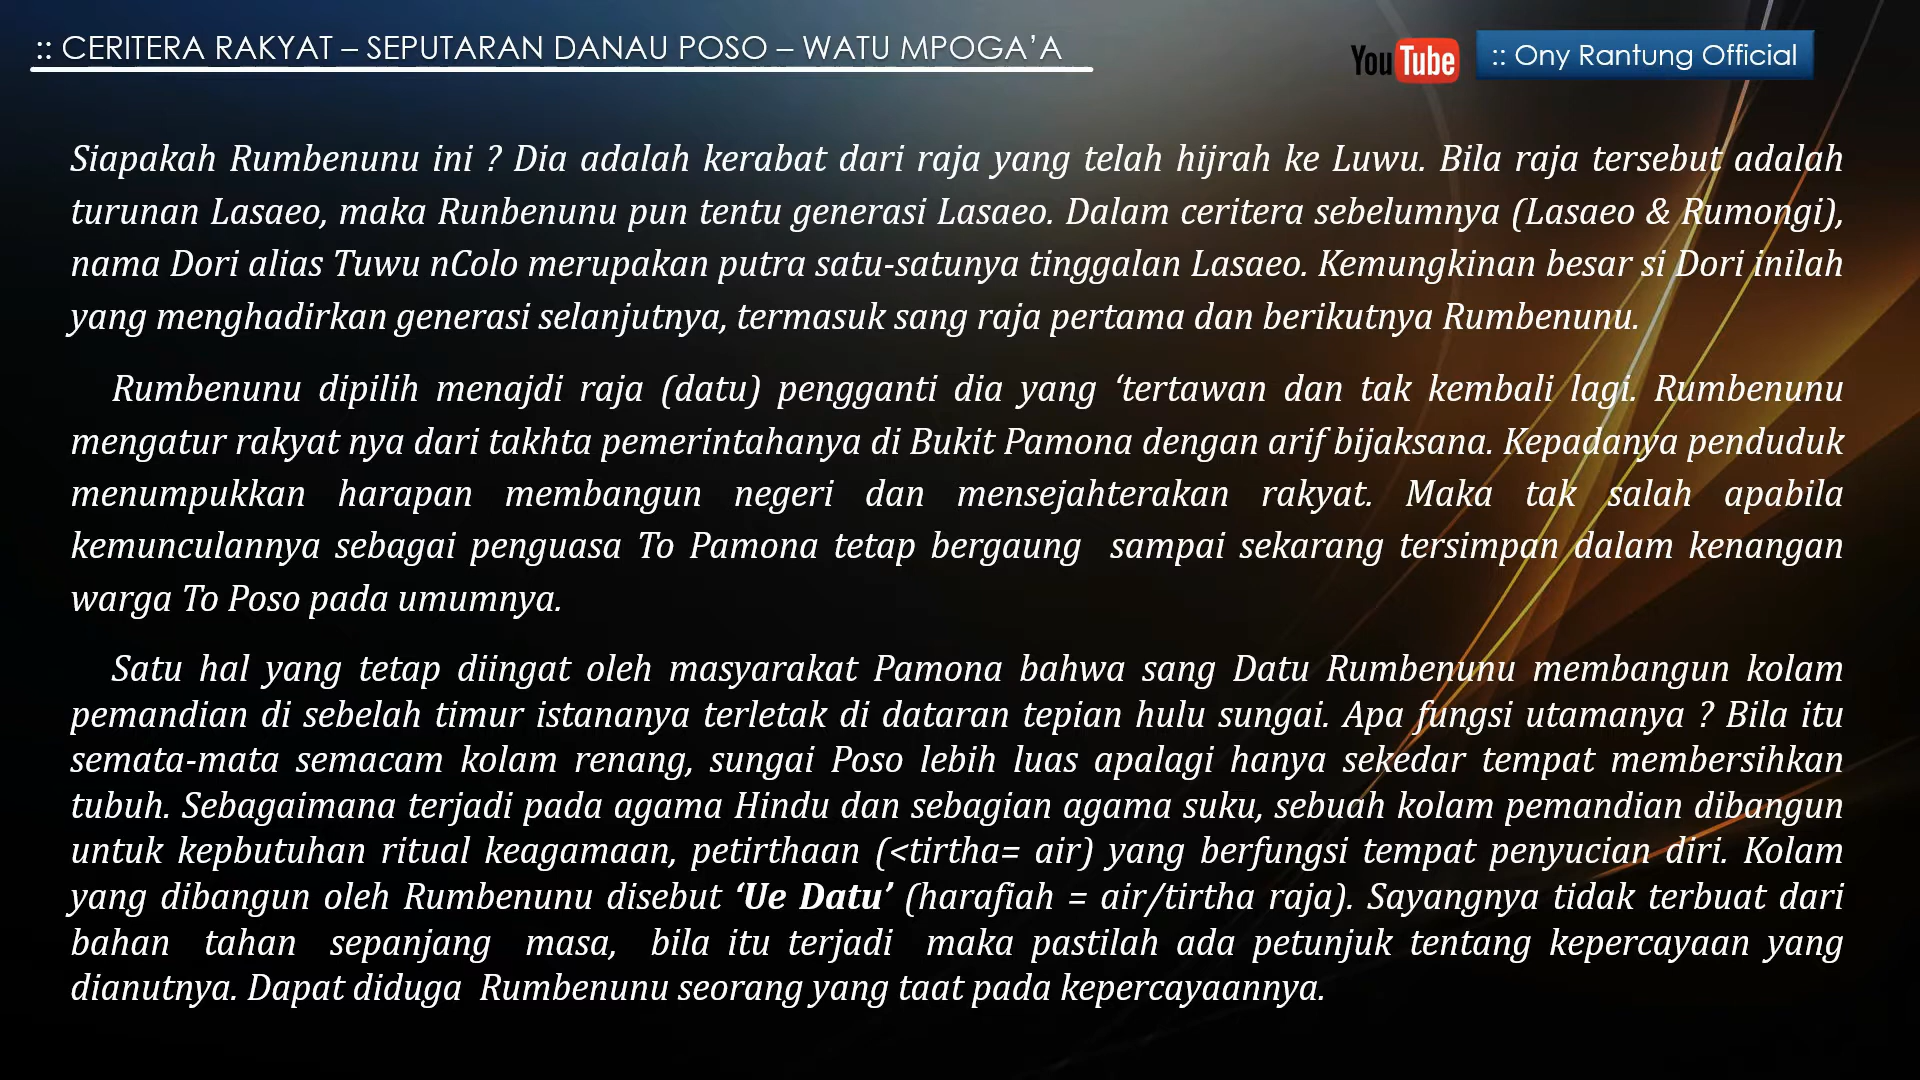 :: CERITERA RAKYAT – SEPUTARAN DANAU POSO – WATU MPOGA’A
YouTube :: Ony Rantung Official
Siapakah Rumbenunu ini ? Dia adalah kerabat dari raja yang telah hijrah ke Luwu. Bila raja tersebut adalah
turunan Lasaeo, maka Runbenunu pun tentu generasi Lasaeo. Dalam ceritera sebelumnya (Lasaeo & Rumongi),
nama Dori alias Tuwu nColo merupakan putra satu-satunya tinggalan Lasaeo. Kemungkinan besar si Dori inilah
yang menghadirkan generasi selanjutnya, termasuk sang raja pertama dan berikutnya Rumbenunu.
Rumbenunu dipilih menajdi raja (datu) pengganti dia yang ‘tertawan dan tak kembali lagi. Rumbenunu
mengatur rakyat nya dari takhta pemerintahanya di Bukit Pamona dengan arif bijaksana. Kepadanya penduduk
menumpukkan harapan membangun negeri dan mensejahterakan rakyat. Maka tak salah apabila
kemunculannya sebagai penguasa To Pamona tetap bergaung sampai sekarang tersimpan dalam kenangan
warga To Poso pada umumnya.
Satu hal yang tetap diingat oleh masyarakat Pamona bahwa sang Datu Rumbenunu membangun kolam
pemandian di sebelah timur istananya terletak di dataran tepian hulu sungai. Apa fungsi utamanya ? Bila itu
semata-mata semacam kolam renang, sungai Poso lebih luas apalagi hanya sekedar tempat membersihkan
tubuh. Sebagaimana terjadi pada agama Hindu dan sebagian agama suku, sebuah kolam pemandian dibangun
untuk kepbutuhan ritual keagamaan, petirthaan (<tirtha= air) yang berfungsi tempat penyucian diri. Kolam
yang dibangun oleh Rumbenunu disebut ‘Ue Datu’ (harafiah = air/tirtha raja). Sayangnya tidak terbuat dari
bahan tahan sepanjang masa, bila itu terjadi maka pastilah ada petunjuk tentang kepercayaan yang
dianutnya. Dapat diduga Rumbenunu seorang yang taat pada kepercayaannya.